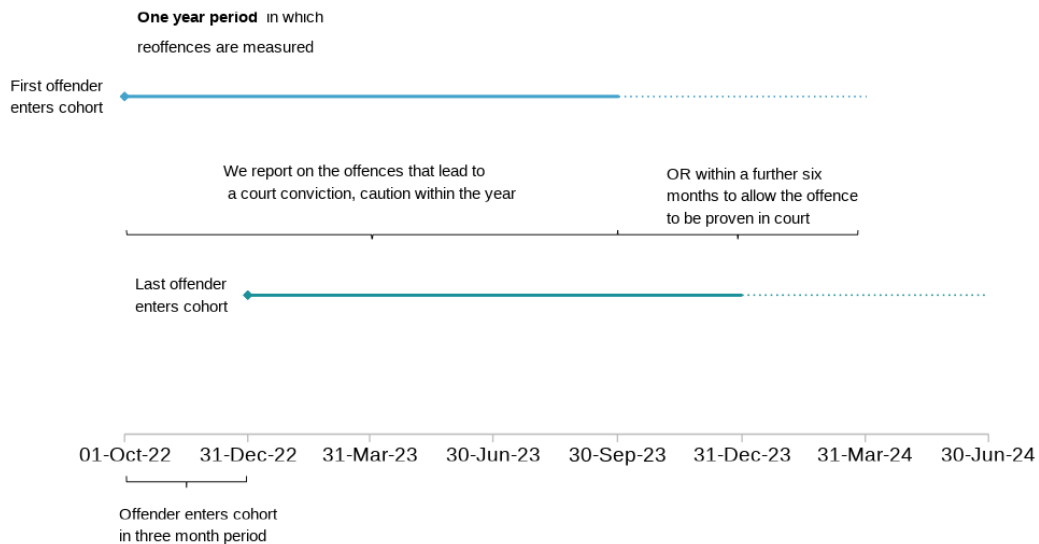 One year period in which
reoffences are measured
First offender
enters cohort
We report on the offences that lead to
a court conviction, caution within the year
OR within a further six
months to allow the offence
to be proven in court
Last offender
enters cohort
01-Oct-22 31-Dec-22 31-Mar-23 30-Jun-23 30-Sep-23 31-Dec-23 31-Mar-24 30-Jun-24
Offender enters cohort
in three month period